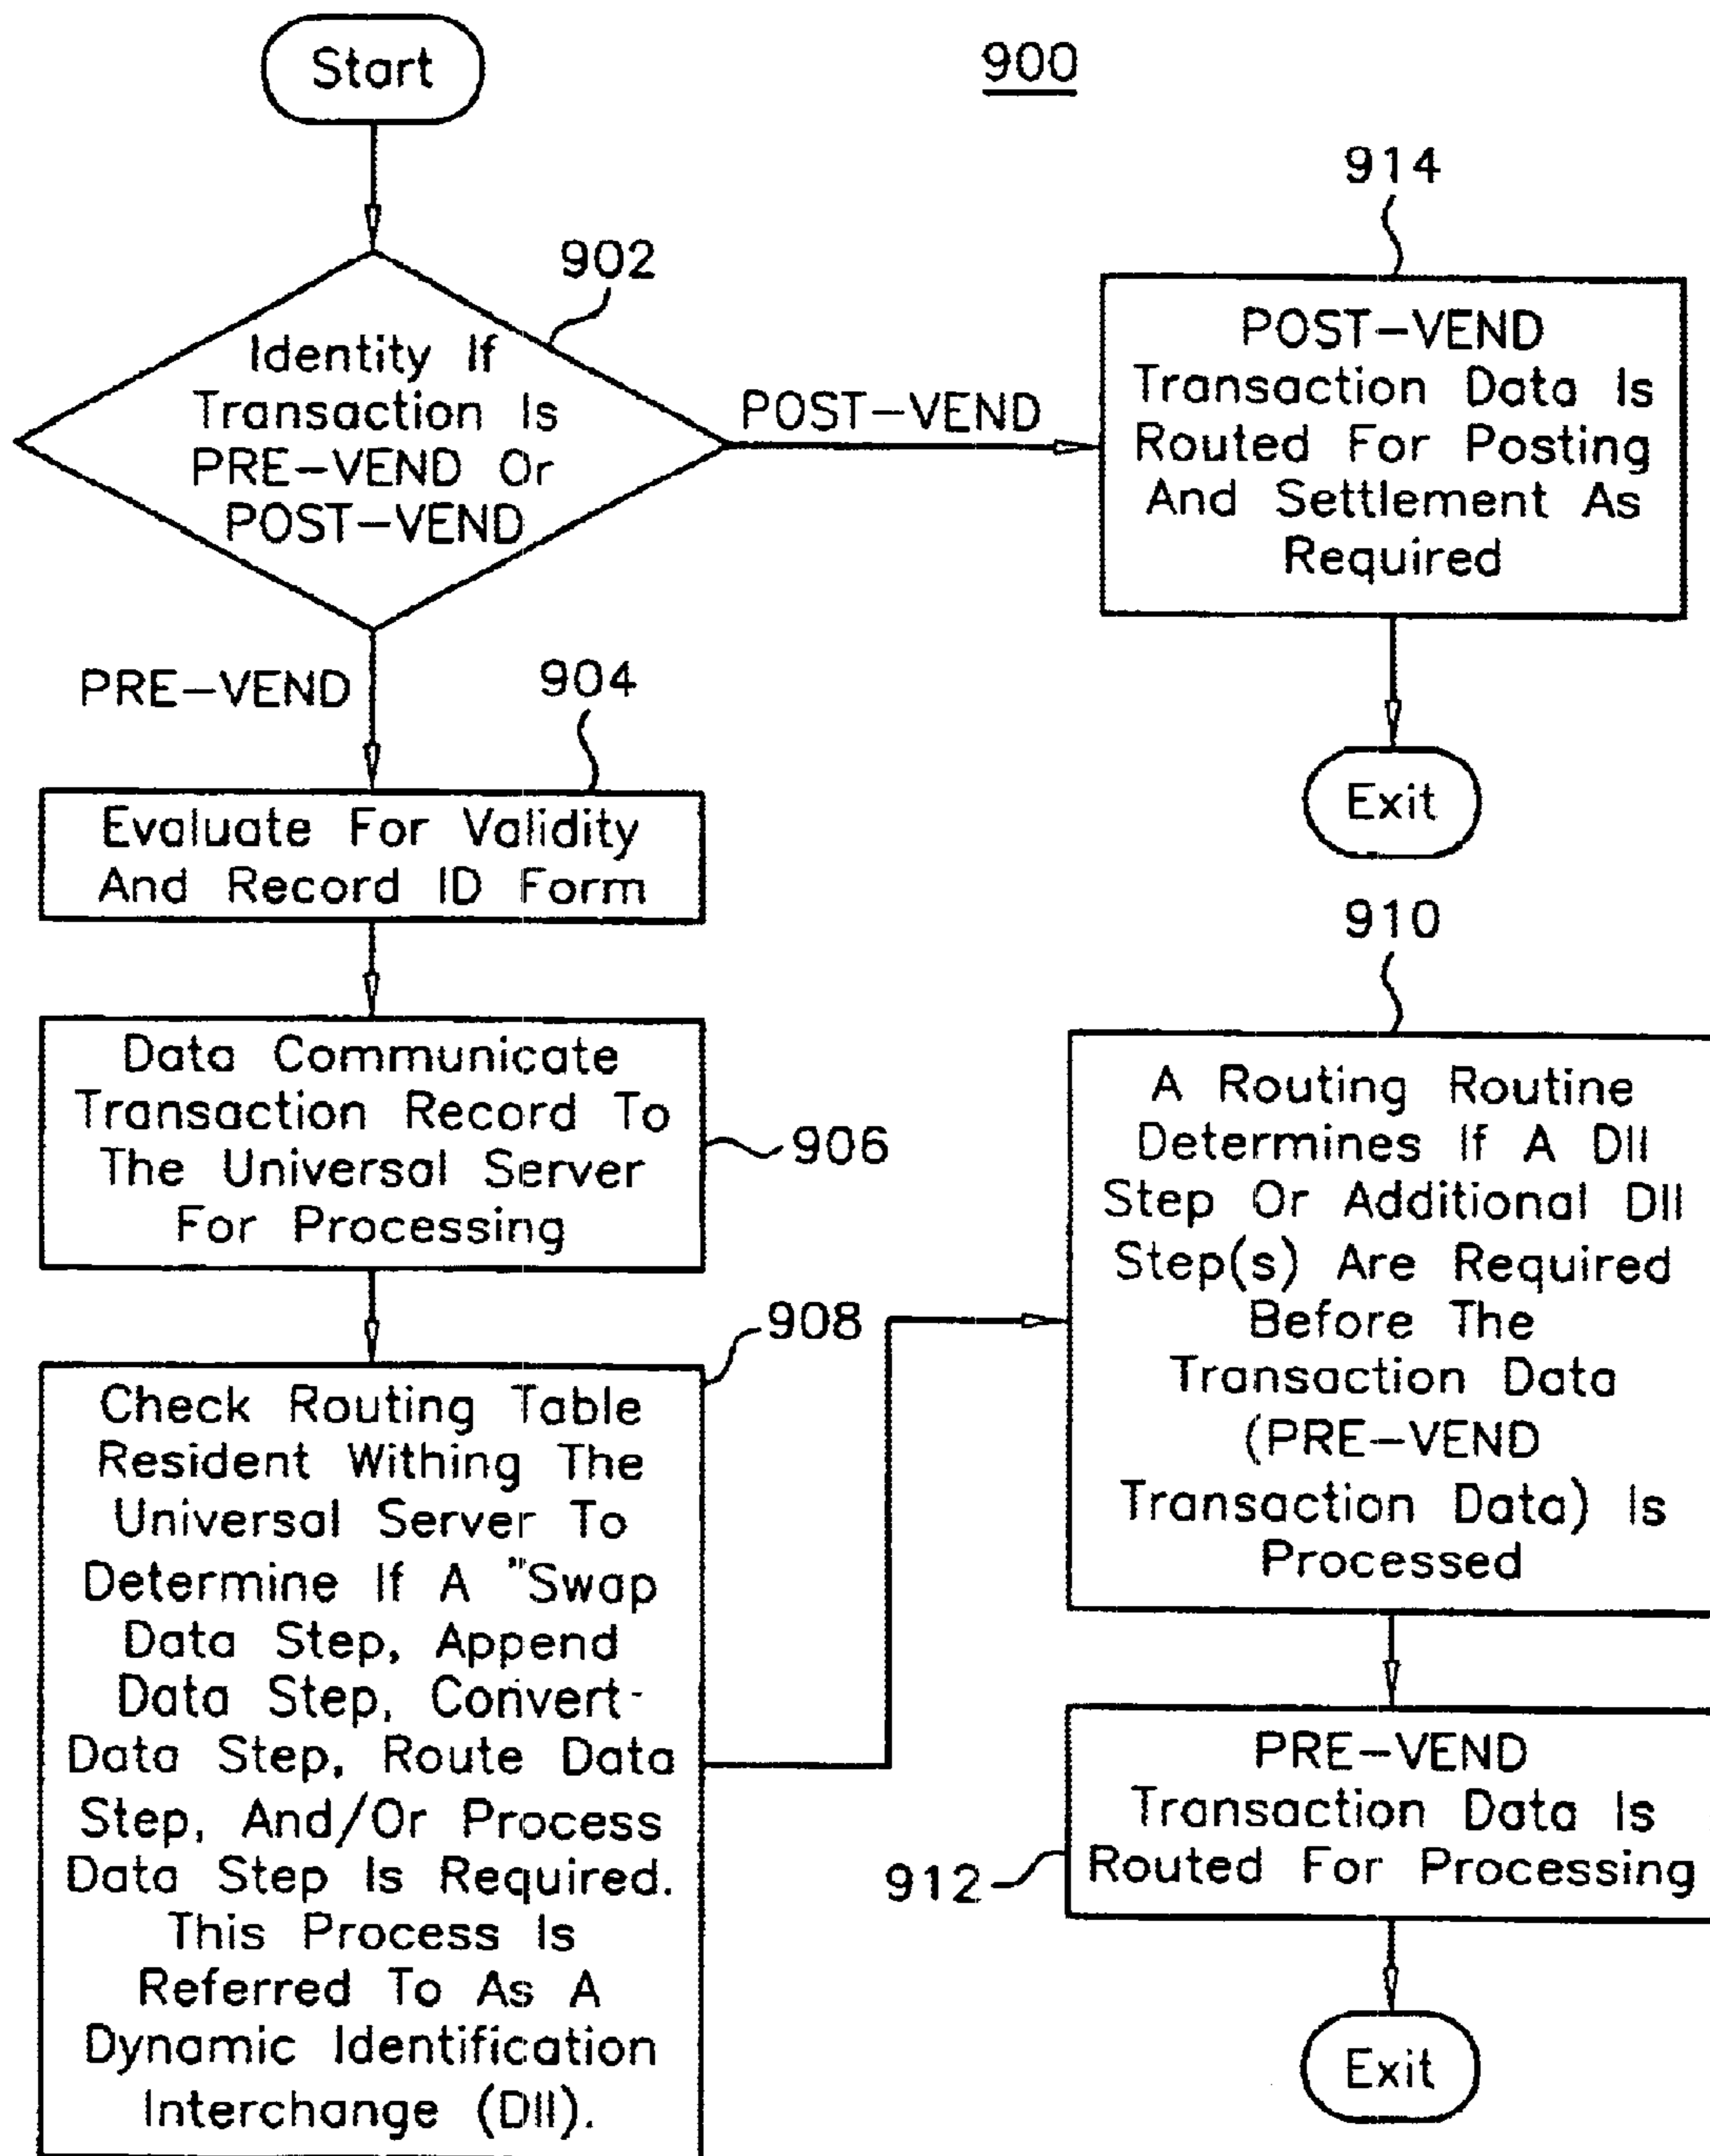 Start
900
902
Identity If
Transaction Is
PRE-VEND Or
POST-VEND
POST-VEND
914
POST-VEND
Transaction Data Is
Routed For Posting
And Settlement As
Required
Exit
PRE-VEND
904
Evaluate For Validity
And Record ID Form
Data Communicate
Transaction Record To
The Universal Server
For Processing
906
908
Check Routing Table
Resident Withing The
Universal Server To
Determine If A "Swap
Data Step, Append
Data Step, Convert-
Data Step, Route Data
Step, And/Or Process
Data Step Is Required.
This Process Is
Referred To As A
Dynamic Identification
Interchange (DII).
910
A Routing Routine
Determines If A DII
Step Or Additional DII
Step(s) Are Required
Before The
Transaction Data
(PRE-VEND
Transaction Data) Is
Processed
PRE-VEND
Transaction Data Is
Routed For Processing
912
Exit